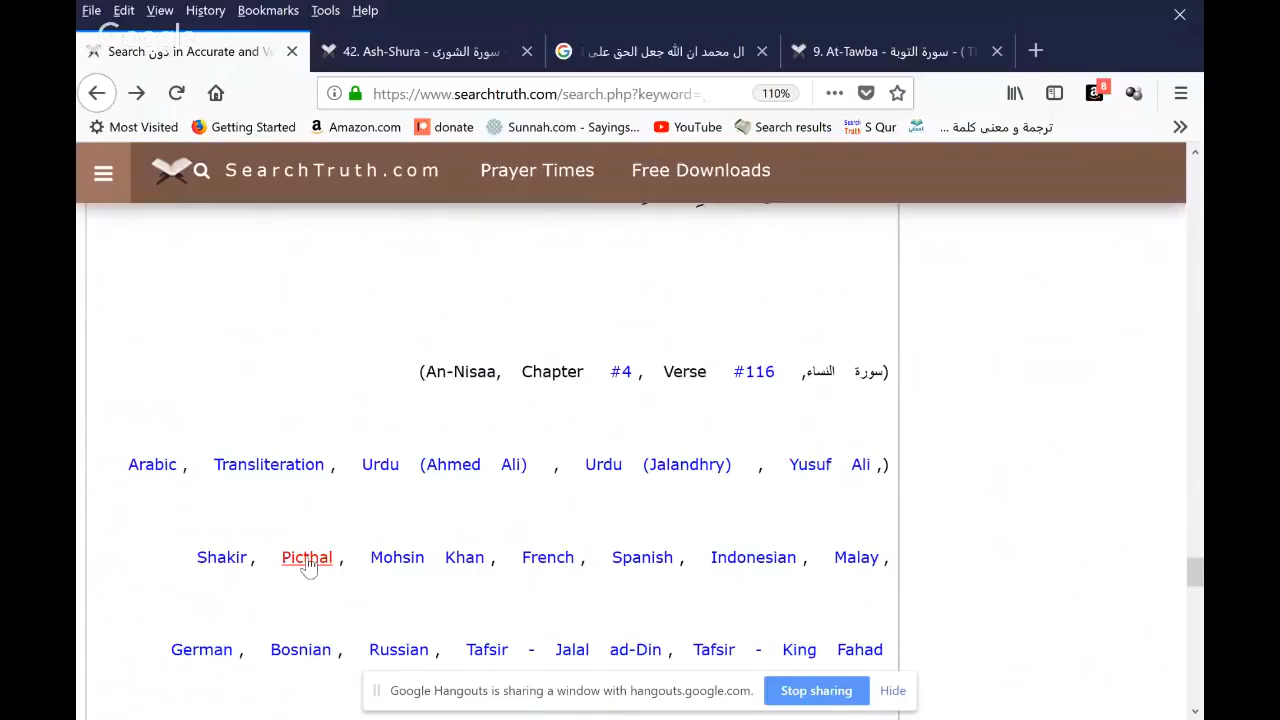 File Edit View History Bookmarks Tools Help
Google
Search دون in Accurate and Ve
42. Ash-Shura - سورة الشورى
ال محمد ان الله جعل الحق على ل
9. At-Tawba - سورة التوبة - ( Th
https://www.searchtruth.com/search.php?keyword=
110%
8
Most Visited Getting Started Amazon.com donate Sunnah.com - Sayings,... YouTube Search results S Qur ترجمة و معنى كلمة ...
SearchTruth.com Prayer Times Free Downloads
(An-Nisaa, Chapter #4, Verse #116 ,سورة النساء)
Arabic, Transliteration, Urdu (Ahmed Ali) , Urdu (Jalandhry) , Yusuf Ali,)
Shakir, Picthal, Mohsin Khan, French, Spanish, Indonesian, Malay,
German, Bosnian, Russian, Tafsir - Jalal ad-Din, Tafsir - King Fahad
Google Hangouts is sharing a window with hangouts.google.com. Stop sharing Hide